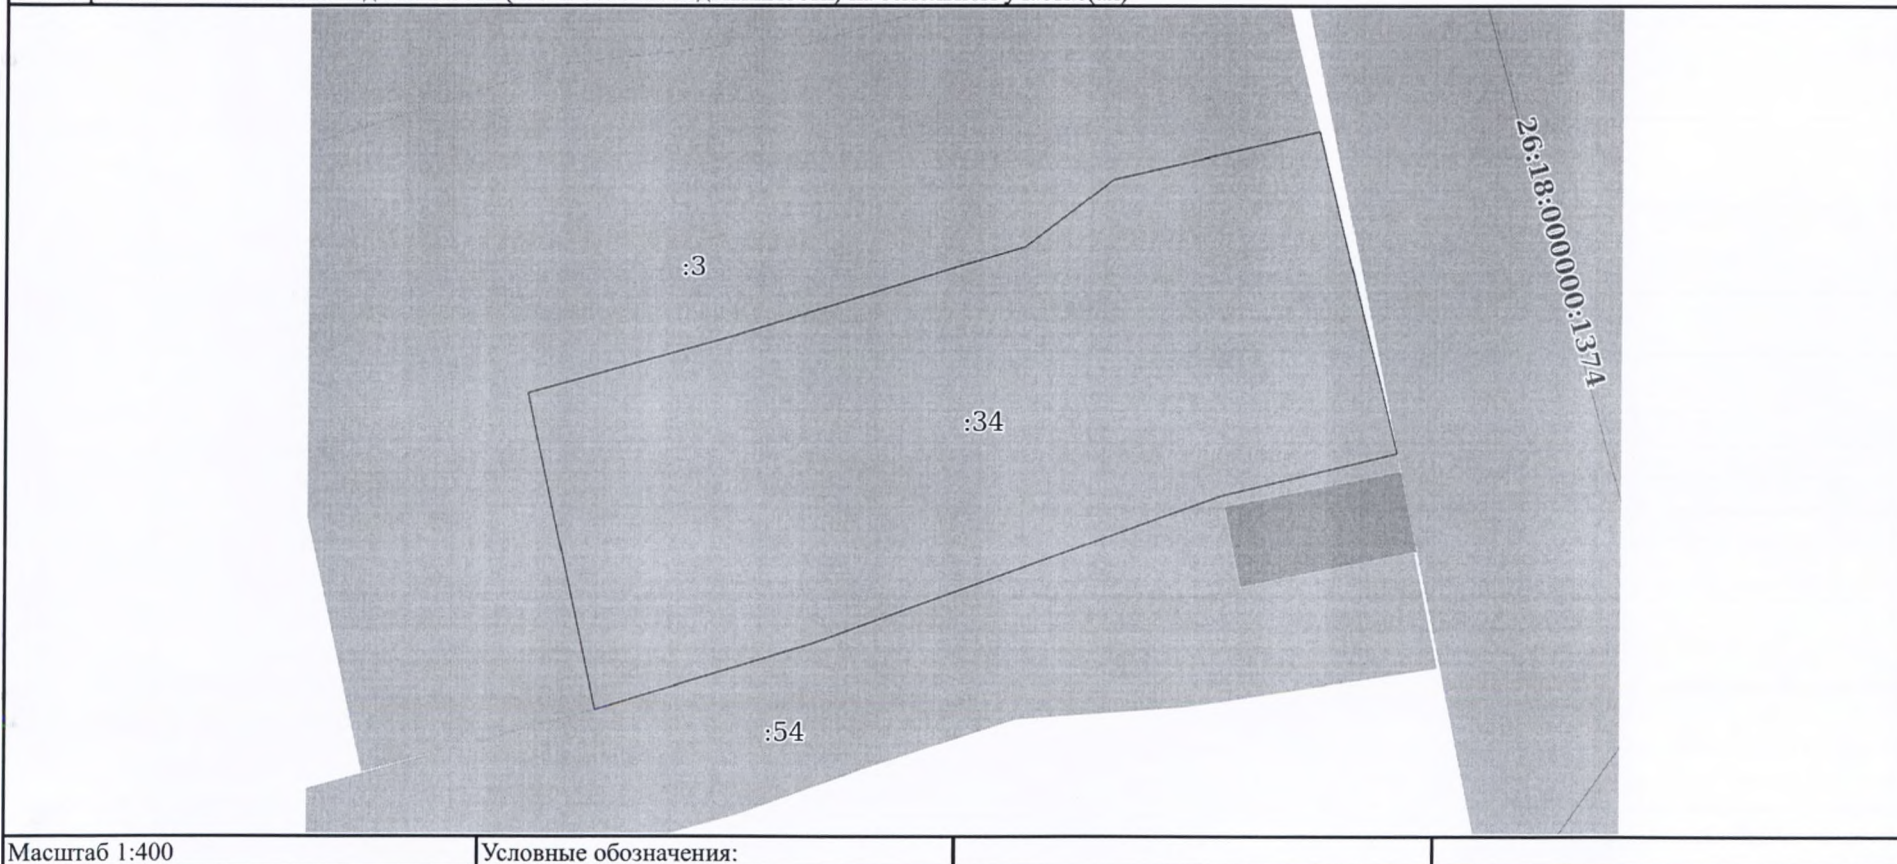 :3
26:18:000000:1374
:34
:54
Масштаб 1:400
Условные обозначения: